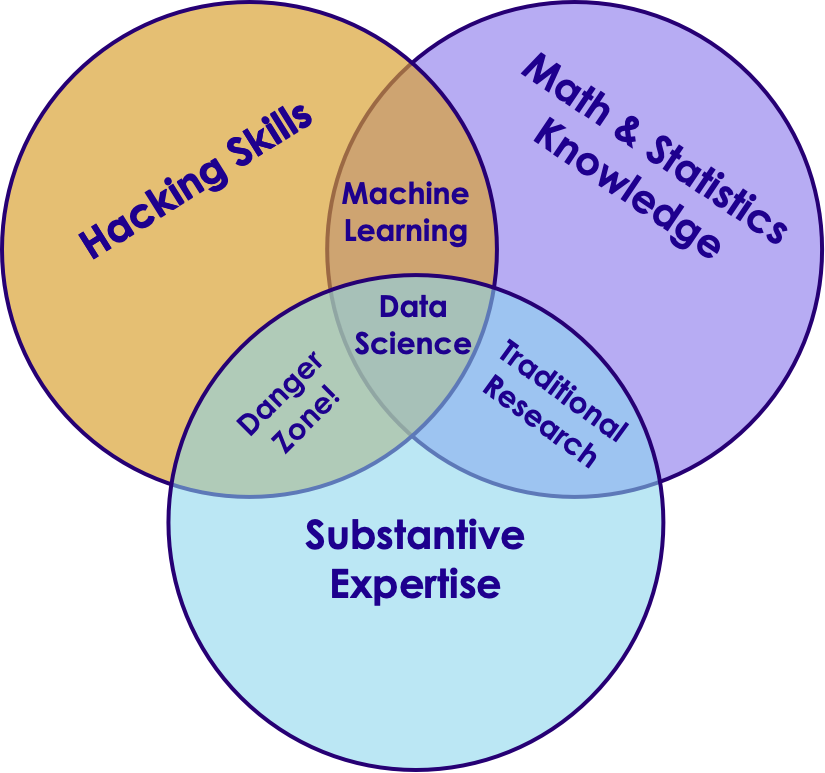 Hacking Skills
Math & Statistics
Knowledge
Machine
Learning
Data
Science
Danger
Zone!
Traditional
Research
Substantive
Expertise